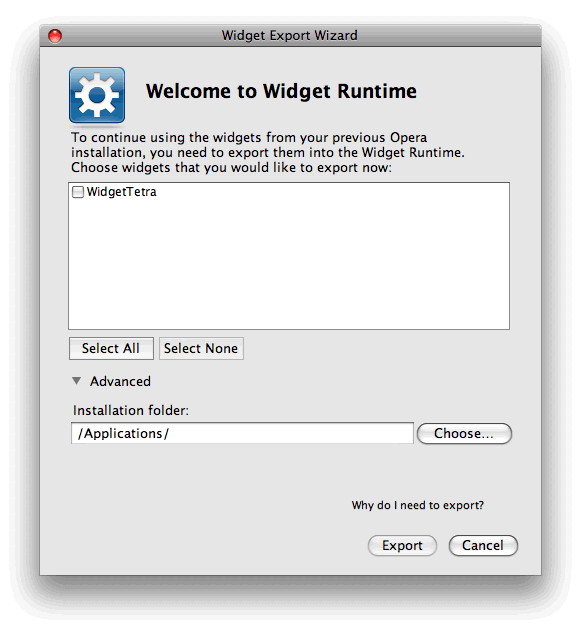 Widget Export Wizard
Welcome to Widget Runtime
To continue using the widgets from your previous Opera
installation, you need to export them into the Widget Runtime.
Choose widgets that you would like to export now:
WidgetTetra
Select All Select None
Advanced
Installation folder:
/Applications/ Choose...
Why do I need to export?
Export Cancel